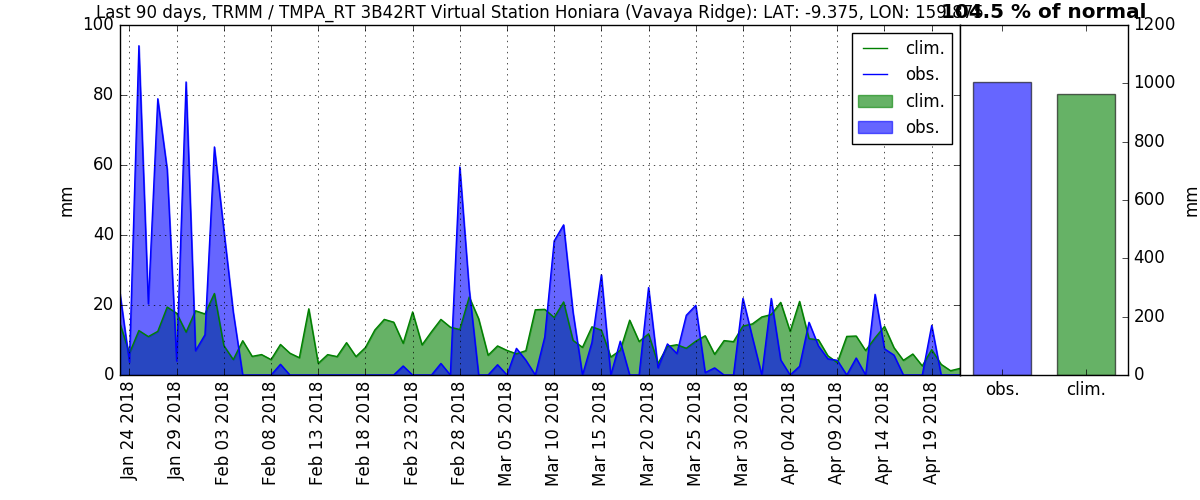 Last 90 days, TRMM / TMPA_RT 3B42RT Virtual Station Honiara (Vavaya Ridge): LAT: -9.375, LON:
104.5 % of normal
100
80
60
40
20
0
mm
clim.
obs.
clim.
obs.
1200
1000
800
600
400
200
0
mm
obs.
clim.
Jan 24 2018
Jan 29 2018
Feb 03 2018
Feb 08 2018
Feb 13 2018
Feb 18 2018
Feb 23 2018
Feb 28 2018
Mar 05 2018
Mar 10 2018
Mar 15 2018
Mar 20 2018
Mar 25 2018
Mar 30 2018
Apr 04 2018
Apr 09 2018
Apr 14 2018
Apr 19 2018